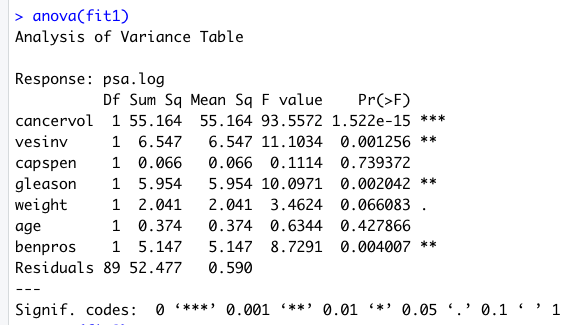 > anova(fit1)
Analysis of Variance Table
Response: psa.log
Df Sum Sq Mean Sq F value Pr(>F)
cancervol 1 55.164 55.164 93.5572 1.522e-15 ***
vesinv 1 6.547 6.547 11.1034 0.001256 **
capspen 1 0.066 0.066 0.1114 0.739372
gleason 1 5.954 5.954 10.0971 0.002042 **
weight 1 2.041 2.041 3.4624 0.066083 .
age 1 0.374 0.374 0.6344 0.427866
benpros 1 5.147 5.147 8.7291 0.004007 **
Residuals 89 52.477 0.590
---
Signif. codes: 0 ‘***’ 0.001 ‘**’ 0.01 ‘*’ 0.05 ‘.’ 0.1 ‘ ’ 1